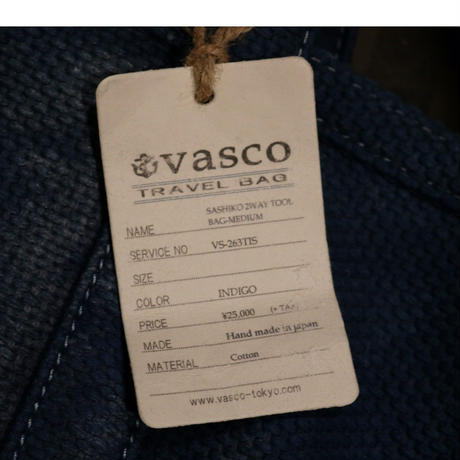 vasco
TRAVEL BAG
NAME SASHIKO 2WAY TOOL
BAG-MEDIUM
SERVICE NO VS-263TIS
SIZE
COLOR INDIGO
PRICE ¥25,000 (+ TAX)
MADE Hand made in japan
MATERIAL Cotton
www.vasco-tokyo.com